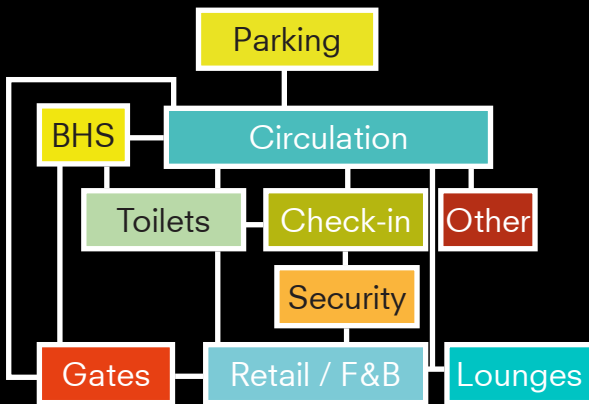 Parking
BHS
Circulation
Toilets
Check-in
Other
Security
Gates
Retail / F&B
Lounges